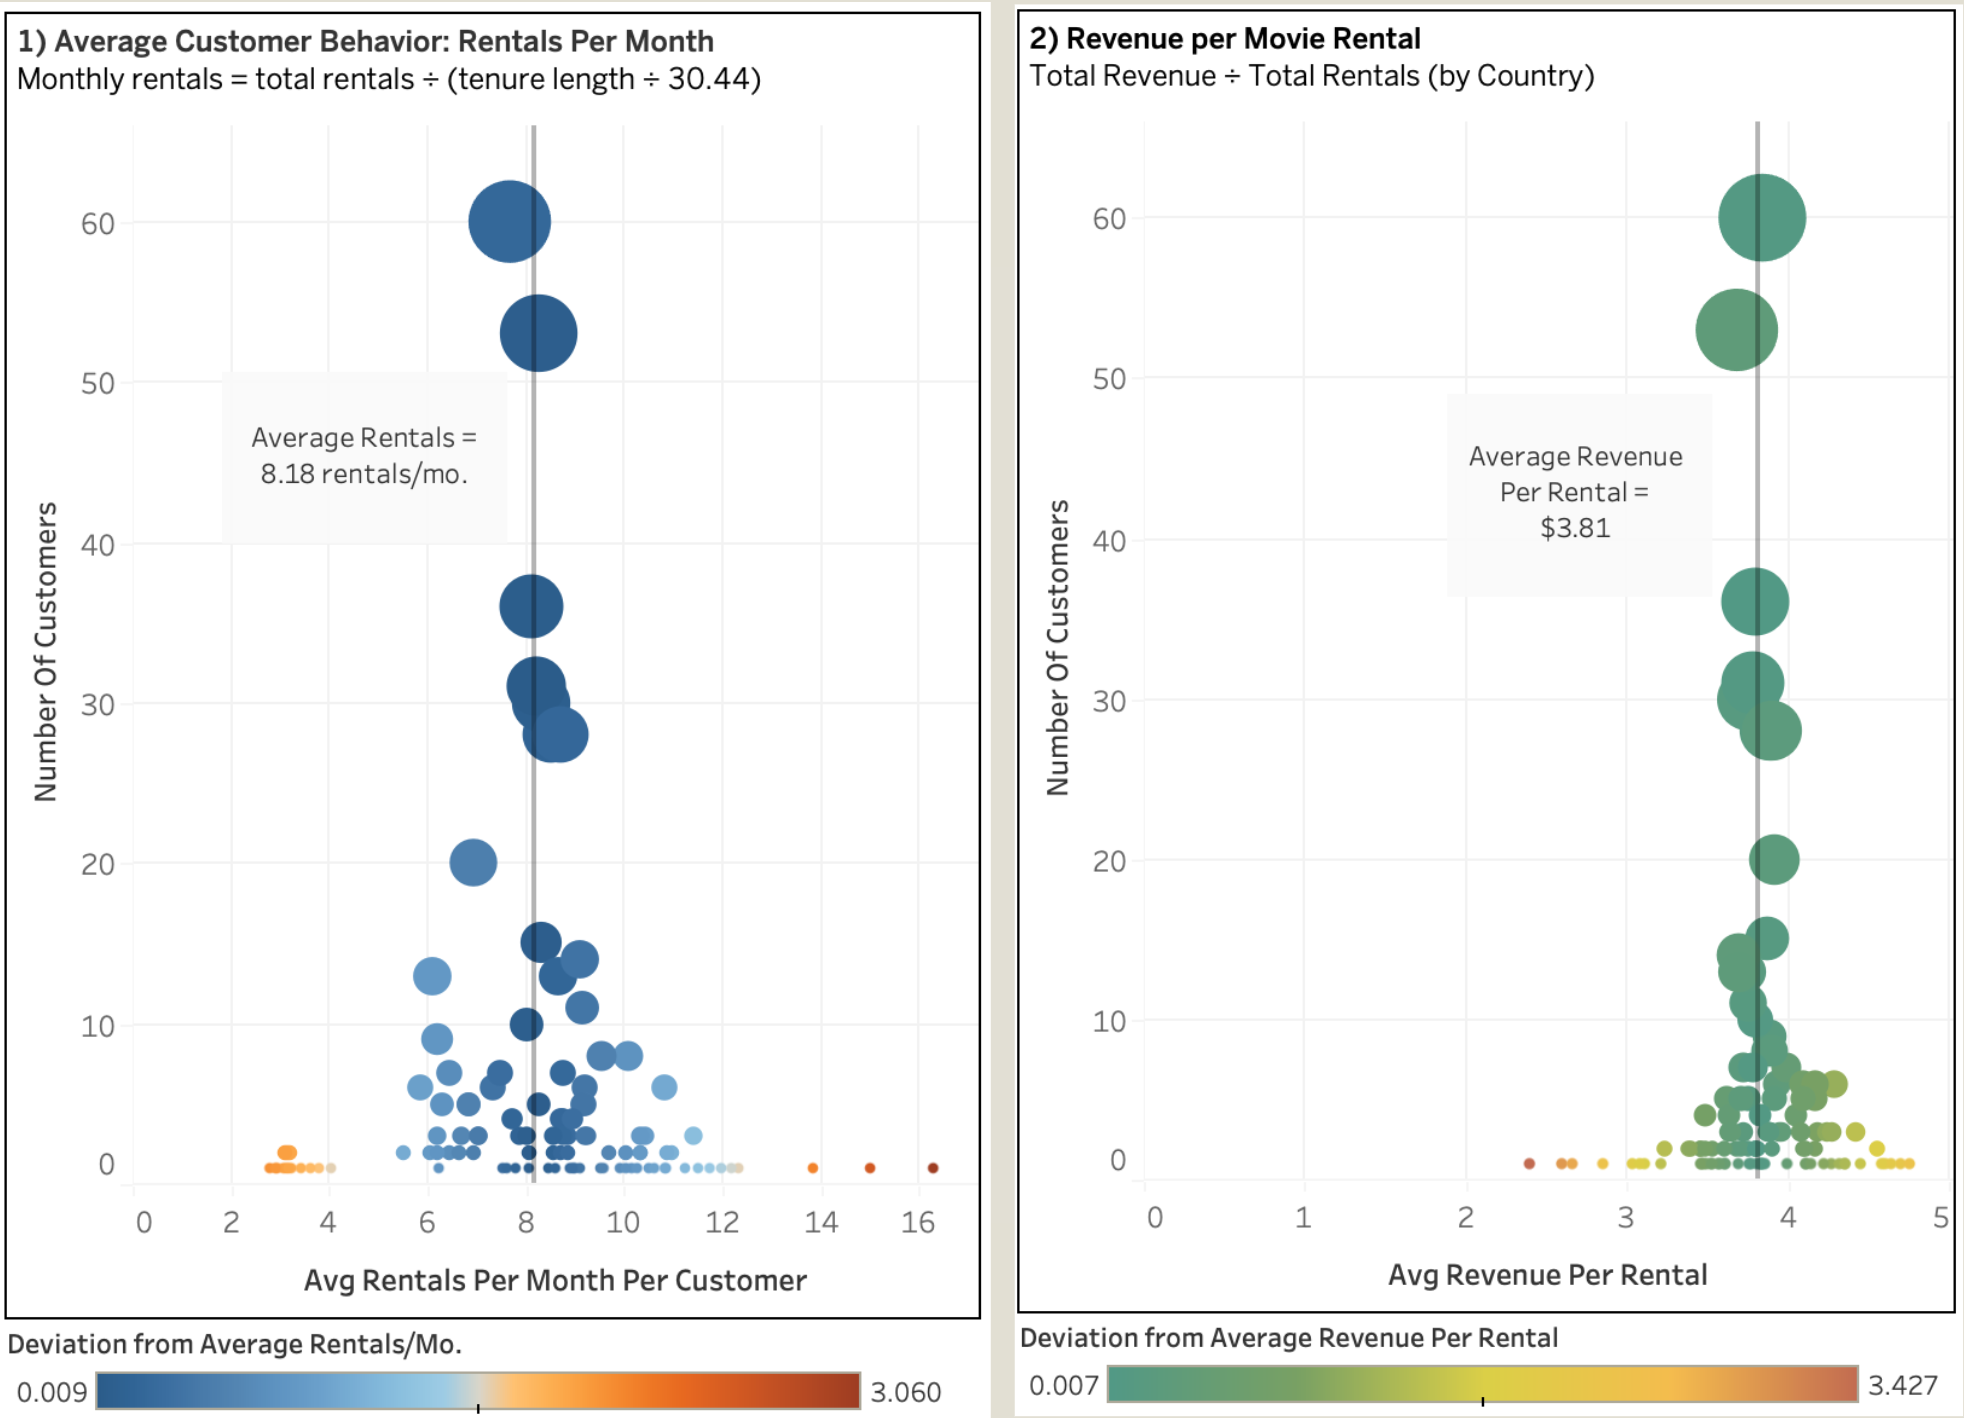 1) Average Customer Behavior: Rentals Per Month
Monthly rentals = total rentals ÷ (tenure length ÷ 30.44)
60
50
40
30
20
10
0
Number Of Customers
Average Rentals =
8.18 rentals/mo.
0 2 4 6 8 10 12 14 16
Avg Rentals Per Month Per Customer
Deviation from Average Rentals/Mo.
0.009 3.060
2) Revenue per Movie Rental
Total Revenue ÷ Total Rentals (by Country)
60
50
40
30
20
10
0
Number Of Customers
Average Revenue
Per Rental =
$3.81
0 1 2 3 4 5
Avg Revenue Per Rental
Deviation from Average Revenue Per Rental
0.007 3.427